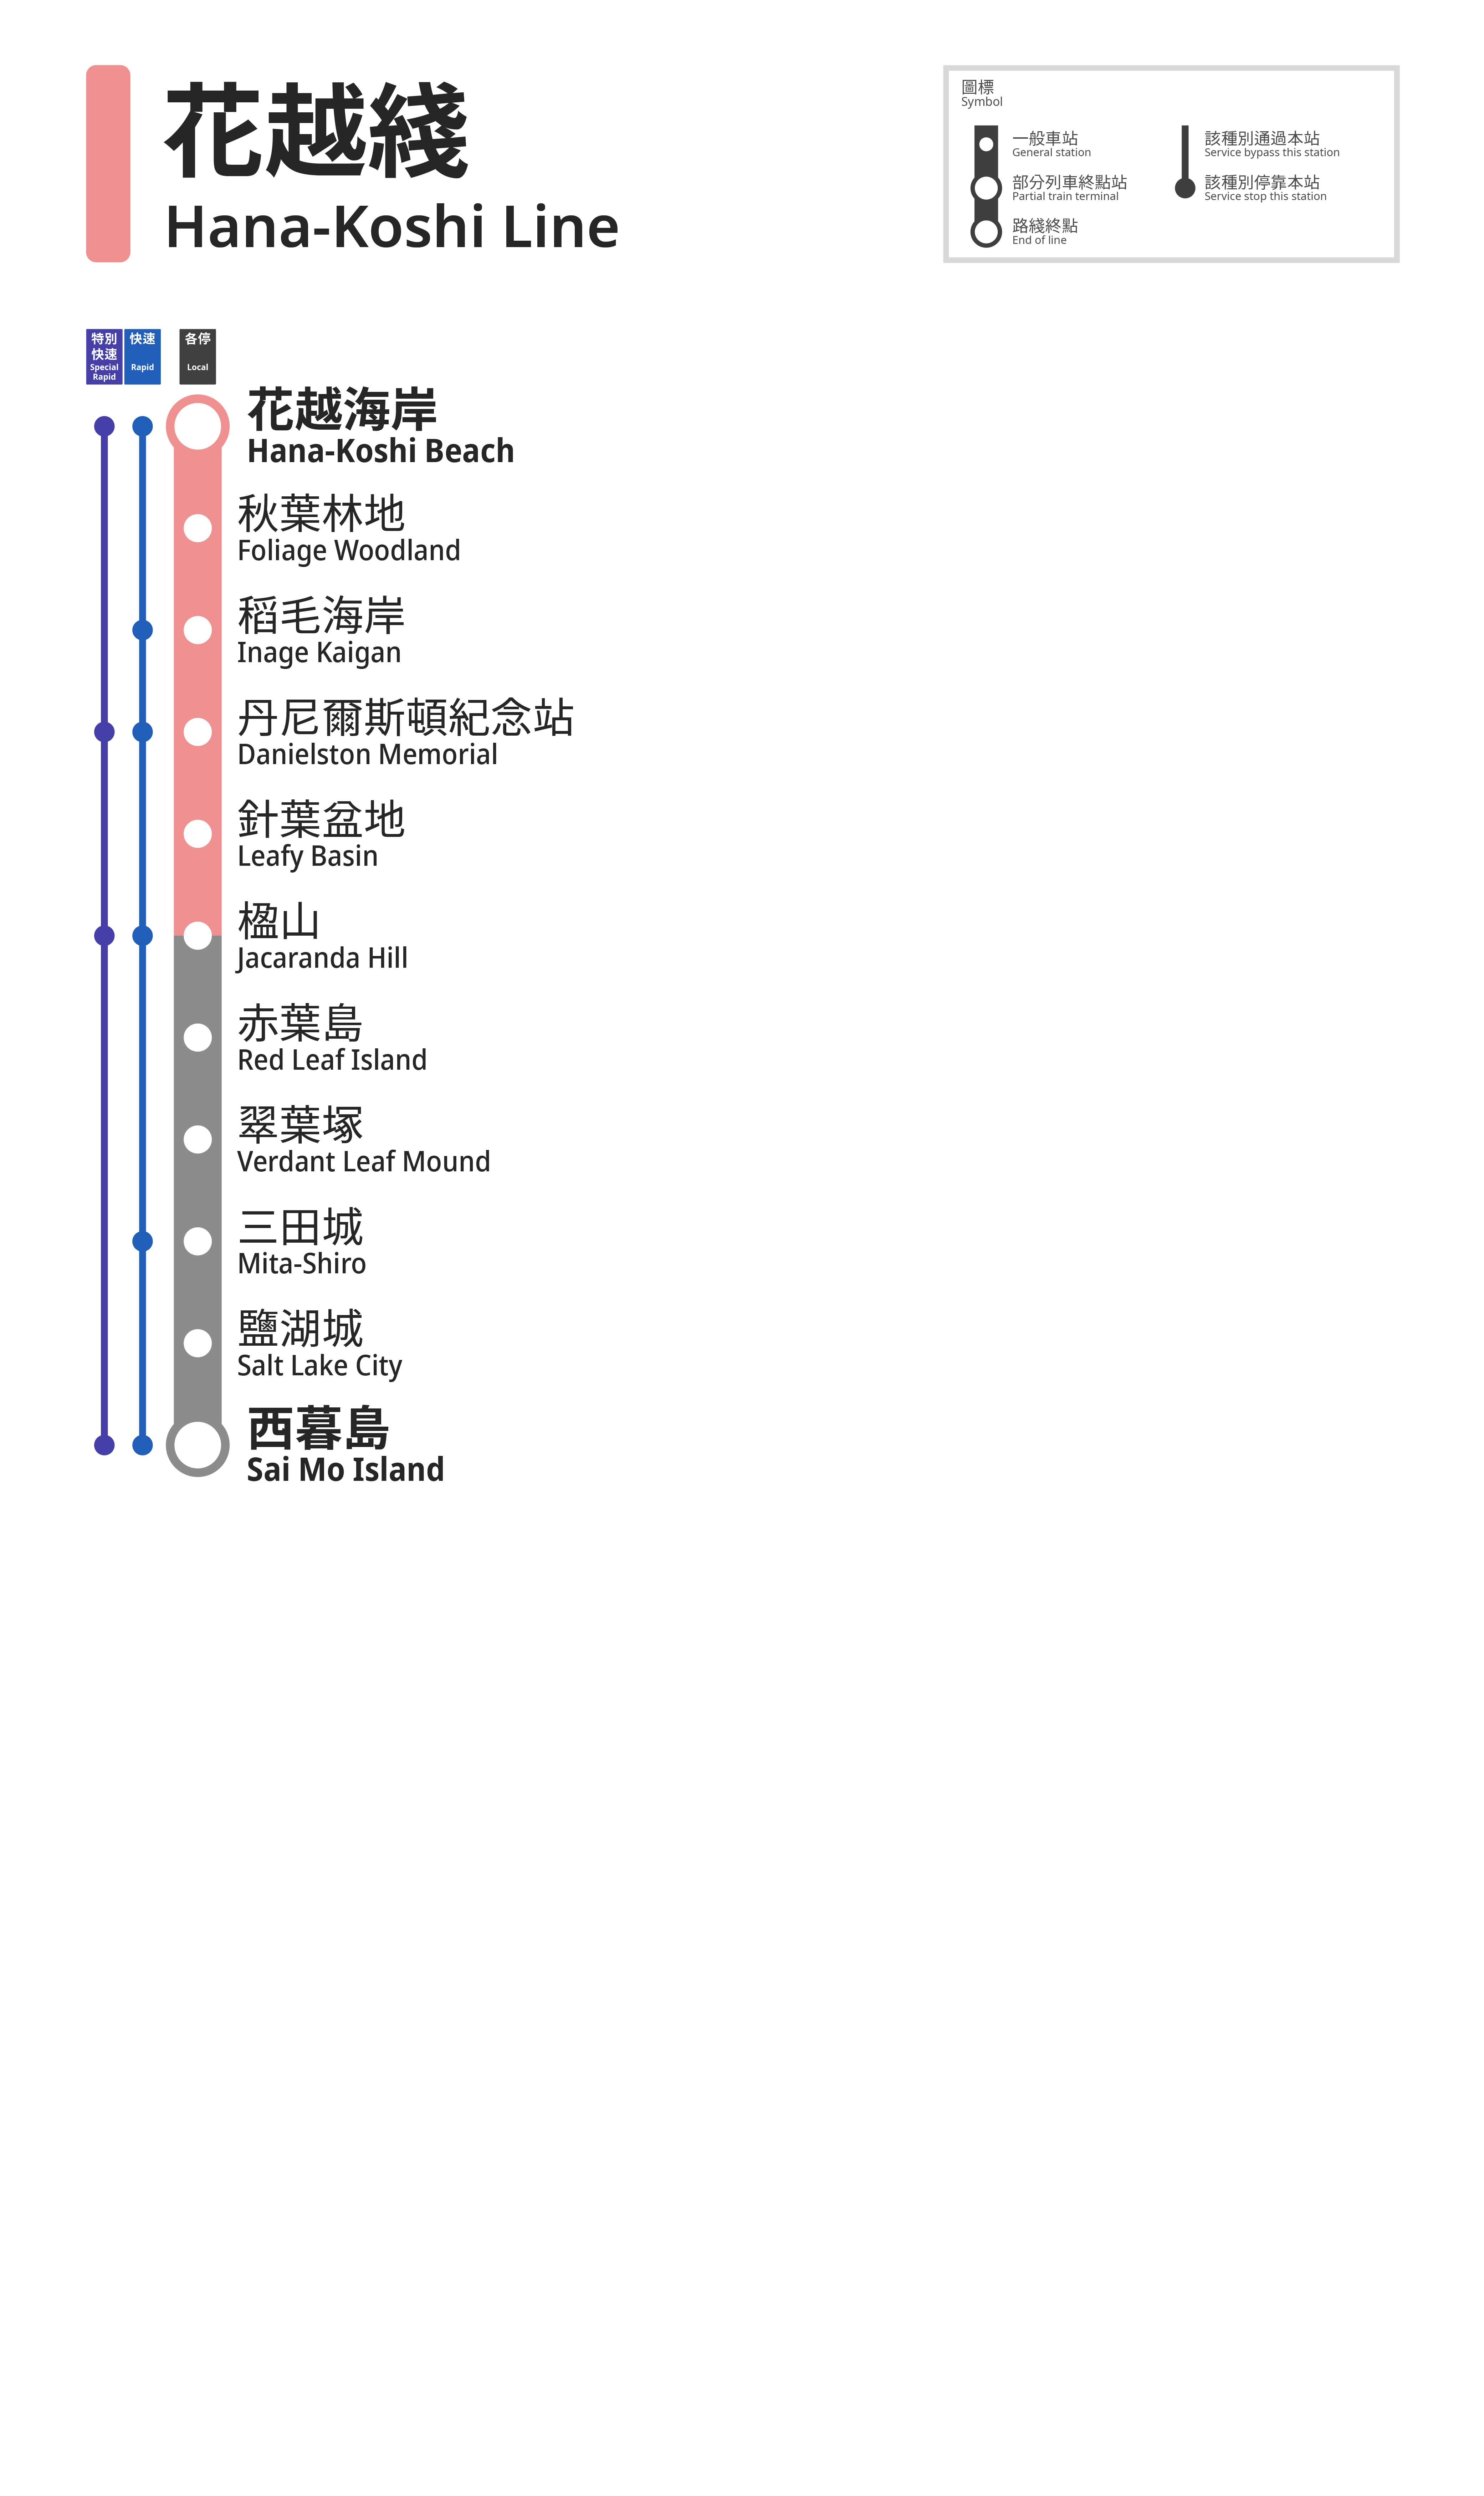 花越綫
Hana-Koshi Line
圖標
Symbol
一般車站
General station
部分列車終點站
Partial train terminal
路綫終點
End of line
該種別通過本站
Service bypass this station
該種別停靠本站
Service stop this station
特別
快速
Special
Rapid
快速
Rapid
各停
Local
花越海岸
Hana-Koshi Beach
秋葉林地
Foliage Woodland
稻毛海岸
Inage Kaigan
丹尼爾斯頓紀念站
Danielston Memorial
針葉盆地
Leafy Basin
楹山
Jacaranda Hill
赤葉島
Red Leaf Island
翠葉塚
Verdant Leaf Mound
三田城
Mita-Shiro
鹽湖城
Salt Lake City
西暮島
Sai Mo Island